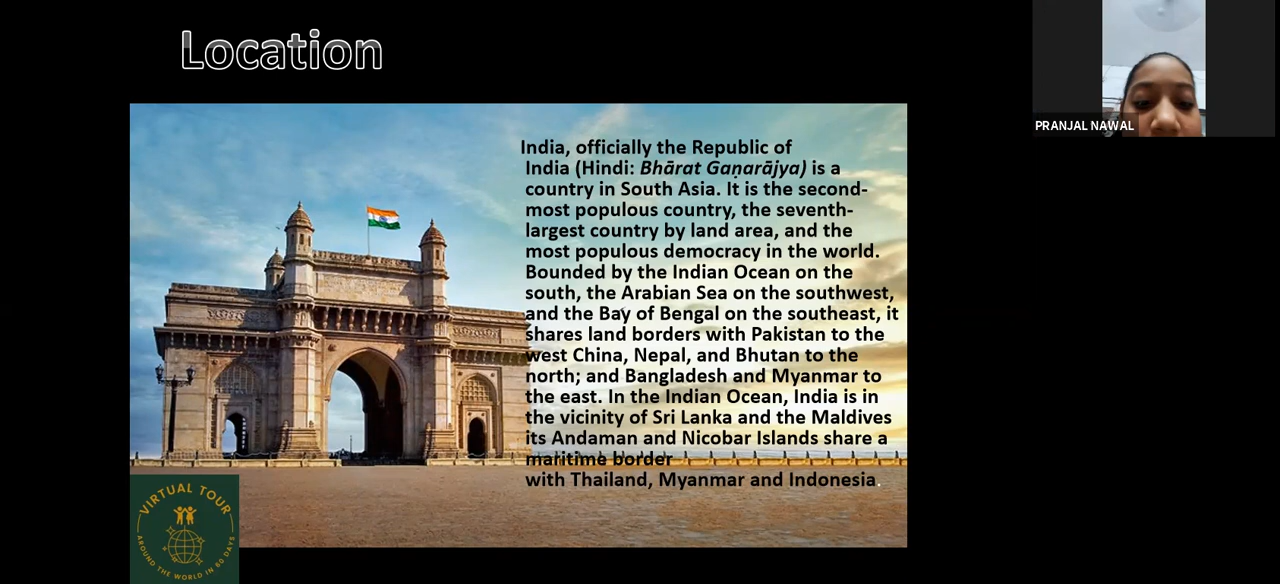 Location
PRANJAL NAWAL
India, officially the Republic of
India (Hindi: Bhārat Gaṇarājya) is a
country in South Asia. It is the second-
most populous country, the seventh-
largest country by land area, and the
most populous democracy in the world.
Bounded by the Indian Ocean on the
south, the Arabian Sea on the southwest,
and the Bay of Bengal on the southeast, it
shares land borders with Pakistan to the
west China, Nepal, and Bhutan to the
north; and Bangladesh and Myanmar to
the east. In the Indian Ocean, India is in
the vicinity of Sri Lanka and the Maldives
its Andaman and Nicobar Islands share a
maritime border
with Thailand, Myanmar and Indonesia.
VIRTUAL TOUR
AROUND THE WORLD IN 60 DAYS